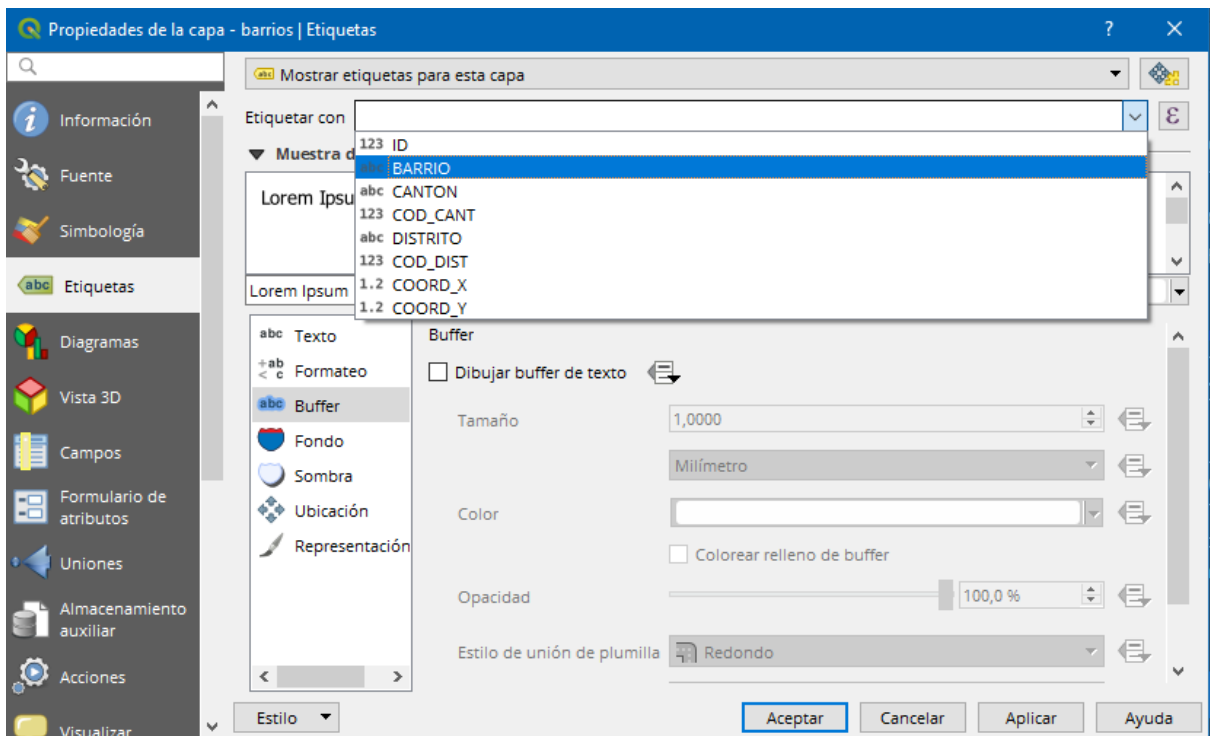 Propiedades de la capa - barrios | Etiquetas
?
Mostrar etiquetas para esta capa
Información
Etiquetar con
ε
123 ID
Muestra d
abc BARRIO
Fuente
abc CANTON
Lorem Ipsu
123 COD_CANT
Simbología
abc DISTRITO
123 COD_DIST
abc Etiquetas
Lorem Ipsum
1.2 COORD_X
1.2 COORD_Y
Diagramas
Vista 3D
Campos
Formulario de
atributos
Uniones
Almacenamiento
auxiliar
Acciones
Visualizar
abc Texto
+ab
< c Formateo
abc Buffer
Fondo
Sombra
Ubicación
Representación
Buffer
Dibujar buffer de texto
Tamaño
1,0000
Milímetro
Color
Colorear relleno de buffer
Opacidad
100,0 %
Estilo de unión de plumilla
Redondo
Estilo
Aceptar
Cancelar
Aplicar
Ayuda